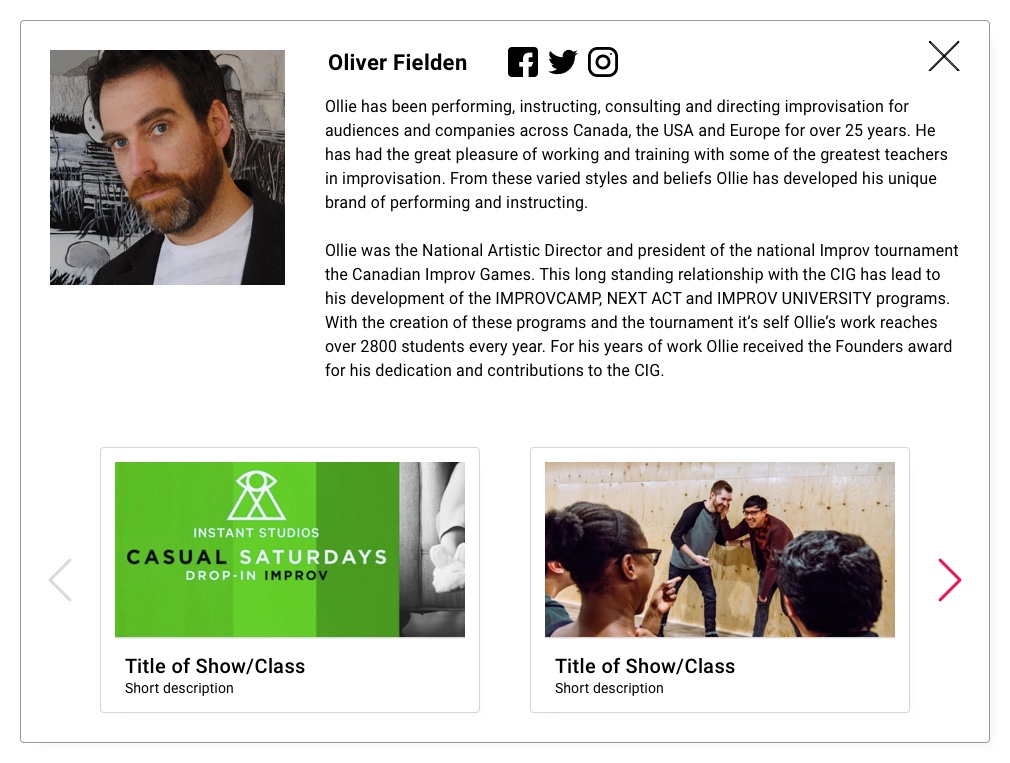 Oliver Fielden
Ollie has been performing, instructing, consulting and directing improvisation for
audiences and companies across Canada, the USA and Europe for over 25 years. He
has had the great pleasure of working and training with some of the greatest teachers
in improvisation. From these varied styles and beliefs Ollie has developed his unique
brand of performing and instructing.
Ollie was the National Artistic Director and president of the national Improv tournament
the Canadian Improv Games. This long standing relationship with the CIG has lead to
his development of the IMPROVCAMP, NEXT ACT and IMPROV UNIVERSITY programs.
With the creation of these programs and the tournament it’s self Ollie’s work reaches
over 2800 students every year. For his years of work Ollie received the Founders award
for his dedication and contributions to the CIG.
INSTANT STUDIOS
CASUAL SATURDAYS
DROP-IN IMPROV
Title of Show/Class
Short description
Title of Show/Class
Short description